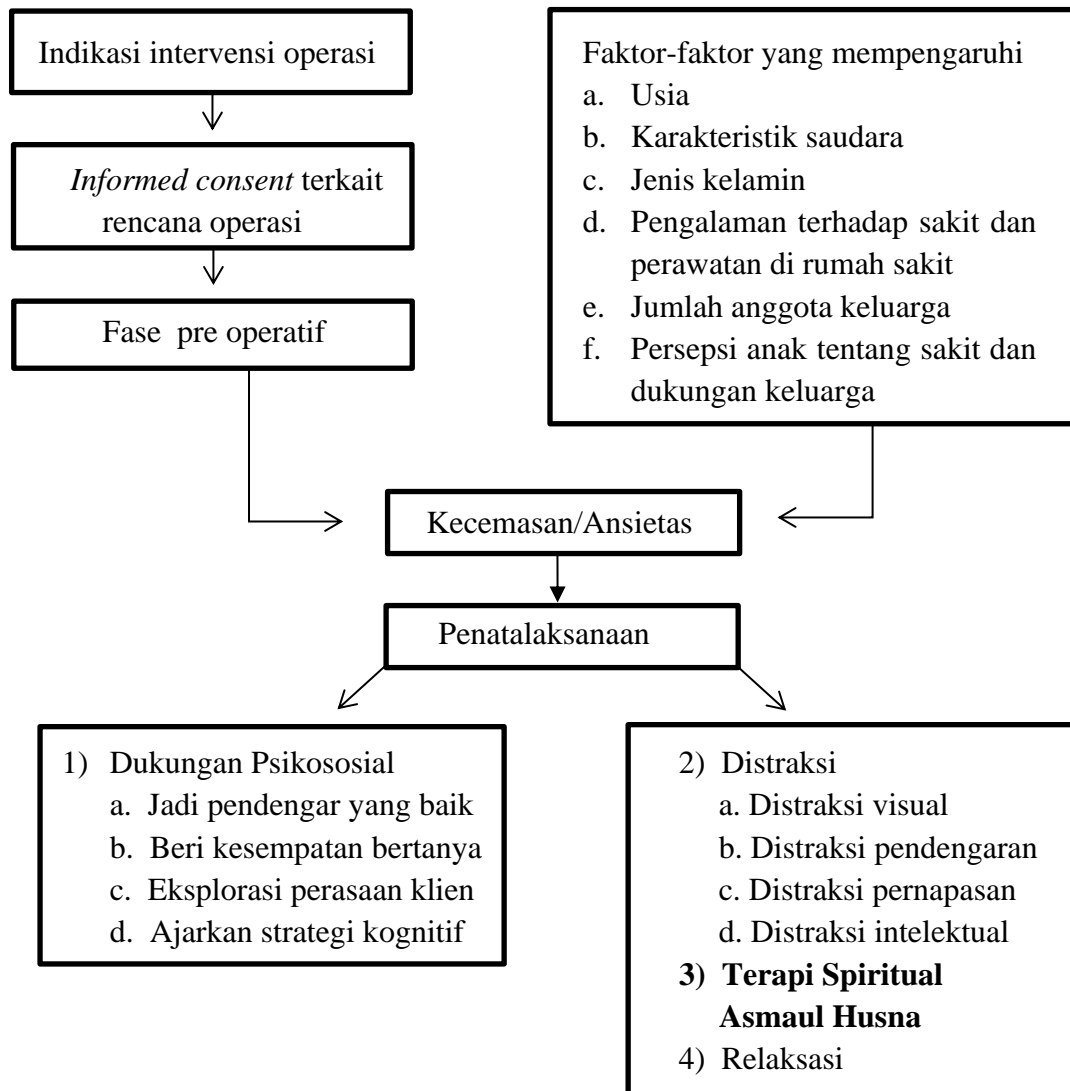 Indikasi intervensi operasi
Informed consent terkait
rencana operasi
Fase pre operatif
Faktor-faktor yang mempengaruhi
a. Usia
b. Karakteristik saudara
c. Jenis kelamin
d. Pengalaman terhadap sakit dan
perawatan di rumah sakit
e. Jumlah anggota keluarga
f. Persepsi anak tentang sakit dan
dukungan keluarga
Kecemasan/Ansietas
Penatalaksanaan
1) Dukungan Psikososial
a. Jadi pendengar yang baik
b. Beri kesempatan bertanya
c. Eksplorasi perasaan klien
d. Ajarkan strategi kognitif
2) Distraksi
a. Distraksi visual
b. Distraksi pendengaran
c. Distraksi pernapasan
d. Distraksi intelektual
3) Terapi Spiritual
Asmaul Husna
4) Relaksasi